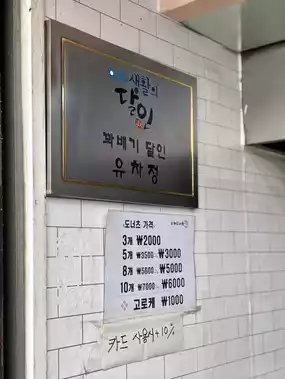 생활의
달인
꽈배기 달인
유차정
〈도너츠 가격〉
3개 ₩2000
5개 ₩3500 ₩3000
8개 ₩5600 ₩5000
10개 ₩7000 ₩6000
고로케 ₩1000
카드 사용시 +10%